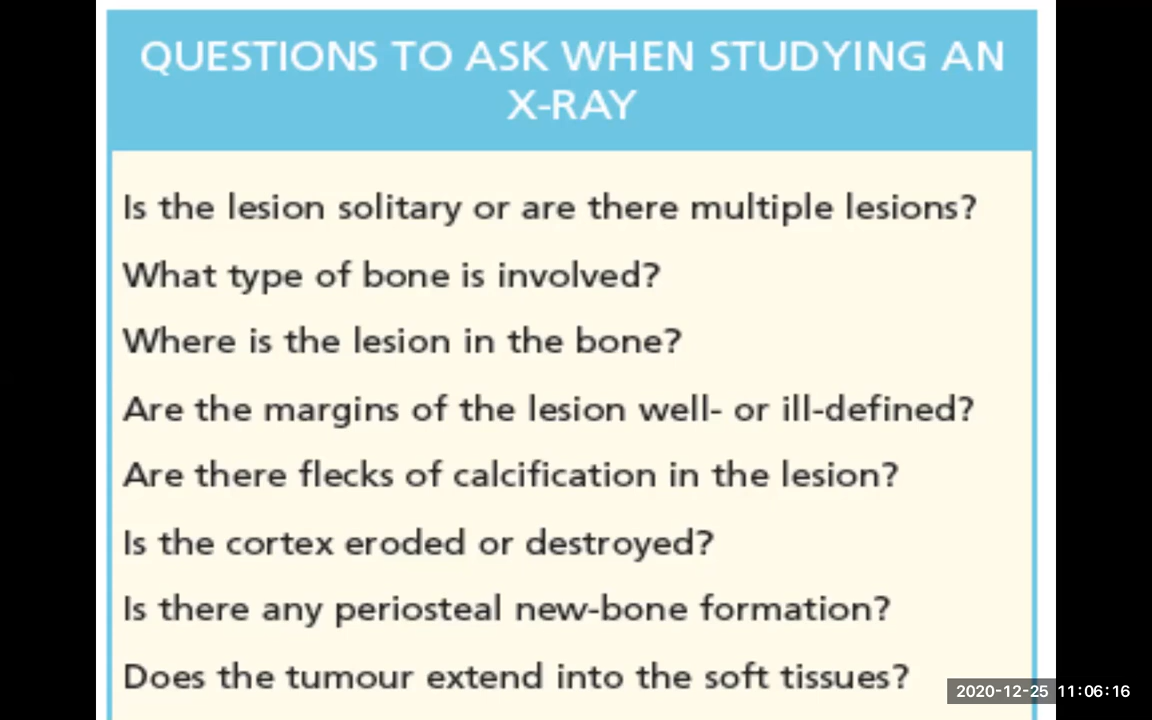 QUESTIONS TO ASK WHEN STUDYING AN
X-RAY
Is the lesion solitary or are there multiple lesions?
What type of bone is involved?
Where is the lesion in the bone?
Are the margins of the lesion well- or ill-defined?
Are there flecks of calcification in the lesion?
Is the cortex eroded or destroyed?
Is there any periosteal new-bone formation?
Does the tumour extend into the soft tissues?
2020-12-25 11:06:16